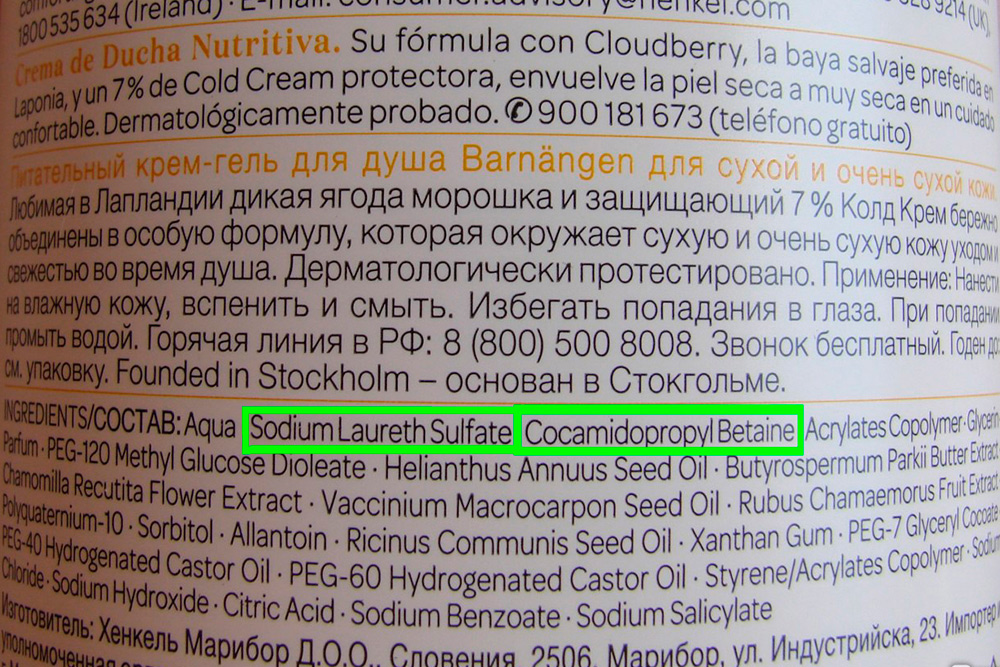 1800 535 634 (Ireland) · E-mail: consumer.advisory@henkel.com
9214 (UK),
Crema de Ducha Nutritiva. Su fórmula con Cloudberry, la baya salvaje preferida en
Laponia, y un 7% de Cold Cream protectora, envuelve la piel seca a muy seca en un cuidado
confortable. Dermatológicamente probado. ✆ 900 181 673 (teléfono gratuito)
Питательный крем-гель для душа Barnängen для сухой и очень сухой кожи.
Любимая в Лапландии дикая ягода морошка и защищающий 7 % Колд Крем бережно
объединены в особую формулу, которая окружает сухую и очень сухую кожу уходом и
свежестью во время душа. Дерматологически протестировано. Применение: Нанести
на влажную кожу, вспенить и смыть. Избегать попадания в глаза. При попадании
промыть водой. Горячая линия в РФ: 8 (800) 500 8008. Звонок бесплатный. Годен до:
см. упаковку. Founded in Stockholm – основан в Стокгольме.
INGREDIENTS/СОСТАВ: Aqua Sodium Laureth Sulfate Cocamidopropyl Betaine Acrylates Copolymer · Glycerin
Parfum · PEG-120 Methyl Glucose Dioleate · Helianthus Annuus Seed Oil · Butyrospermum Parkii Butter Extract
Chamomilla Recutita Flower Extract · Vaccinium Macrocarpon Seed Oil · Rubus Chamaemorus Fruit Extract
Polyquaternium-10 · Sorbitol · Allantoin · Ricinus Communis Seed Oil · Xanthan Gum · PEG-7 Glyceryl Cocoate
PEG-40 Hydrogenated Castor Oil · PEG-60 Hydrogenated Castor Oil · Styrene/Acrylates Copolymer · Sodium
Chloride · Sodium Hydroxide · Citric Acid · Sodium Benzoate · Sodium Salicylate
Изготовитель: Хенкель Марибор Д.О.О., Словения, 2506, Марибор, ул. Индустрийска, 23. Импортер
уполномоченная